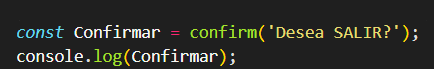 const Confirmar = confirm('Desea SALIR?');
console.log(Confirmar);